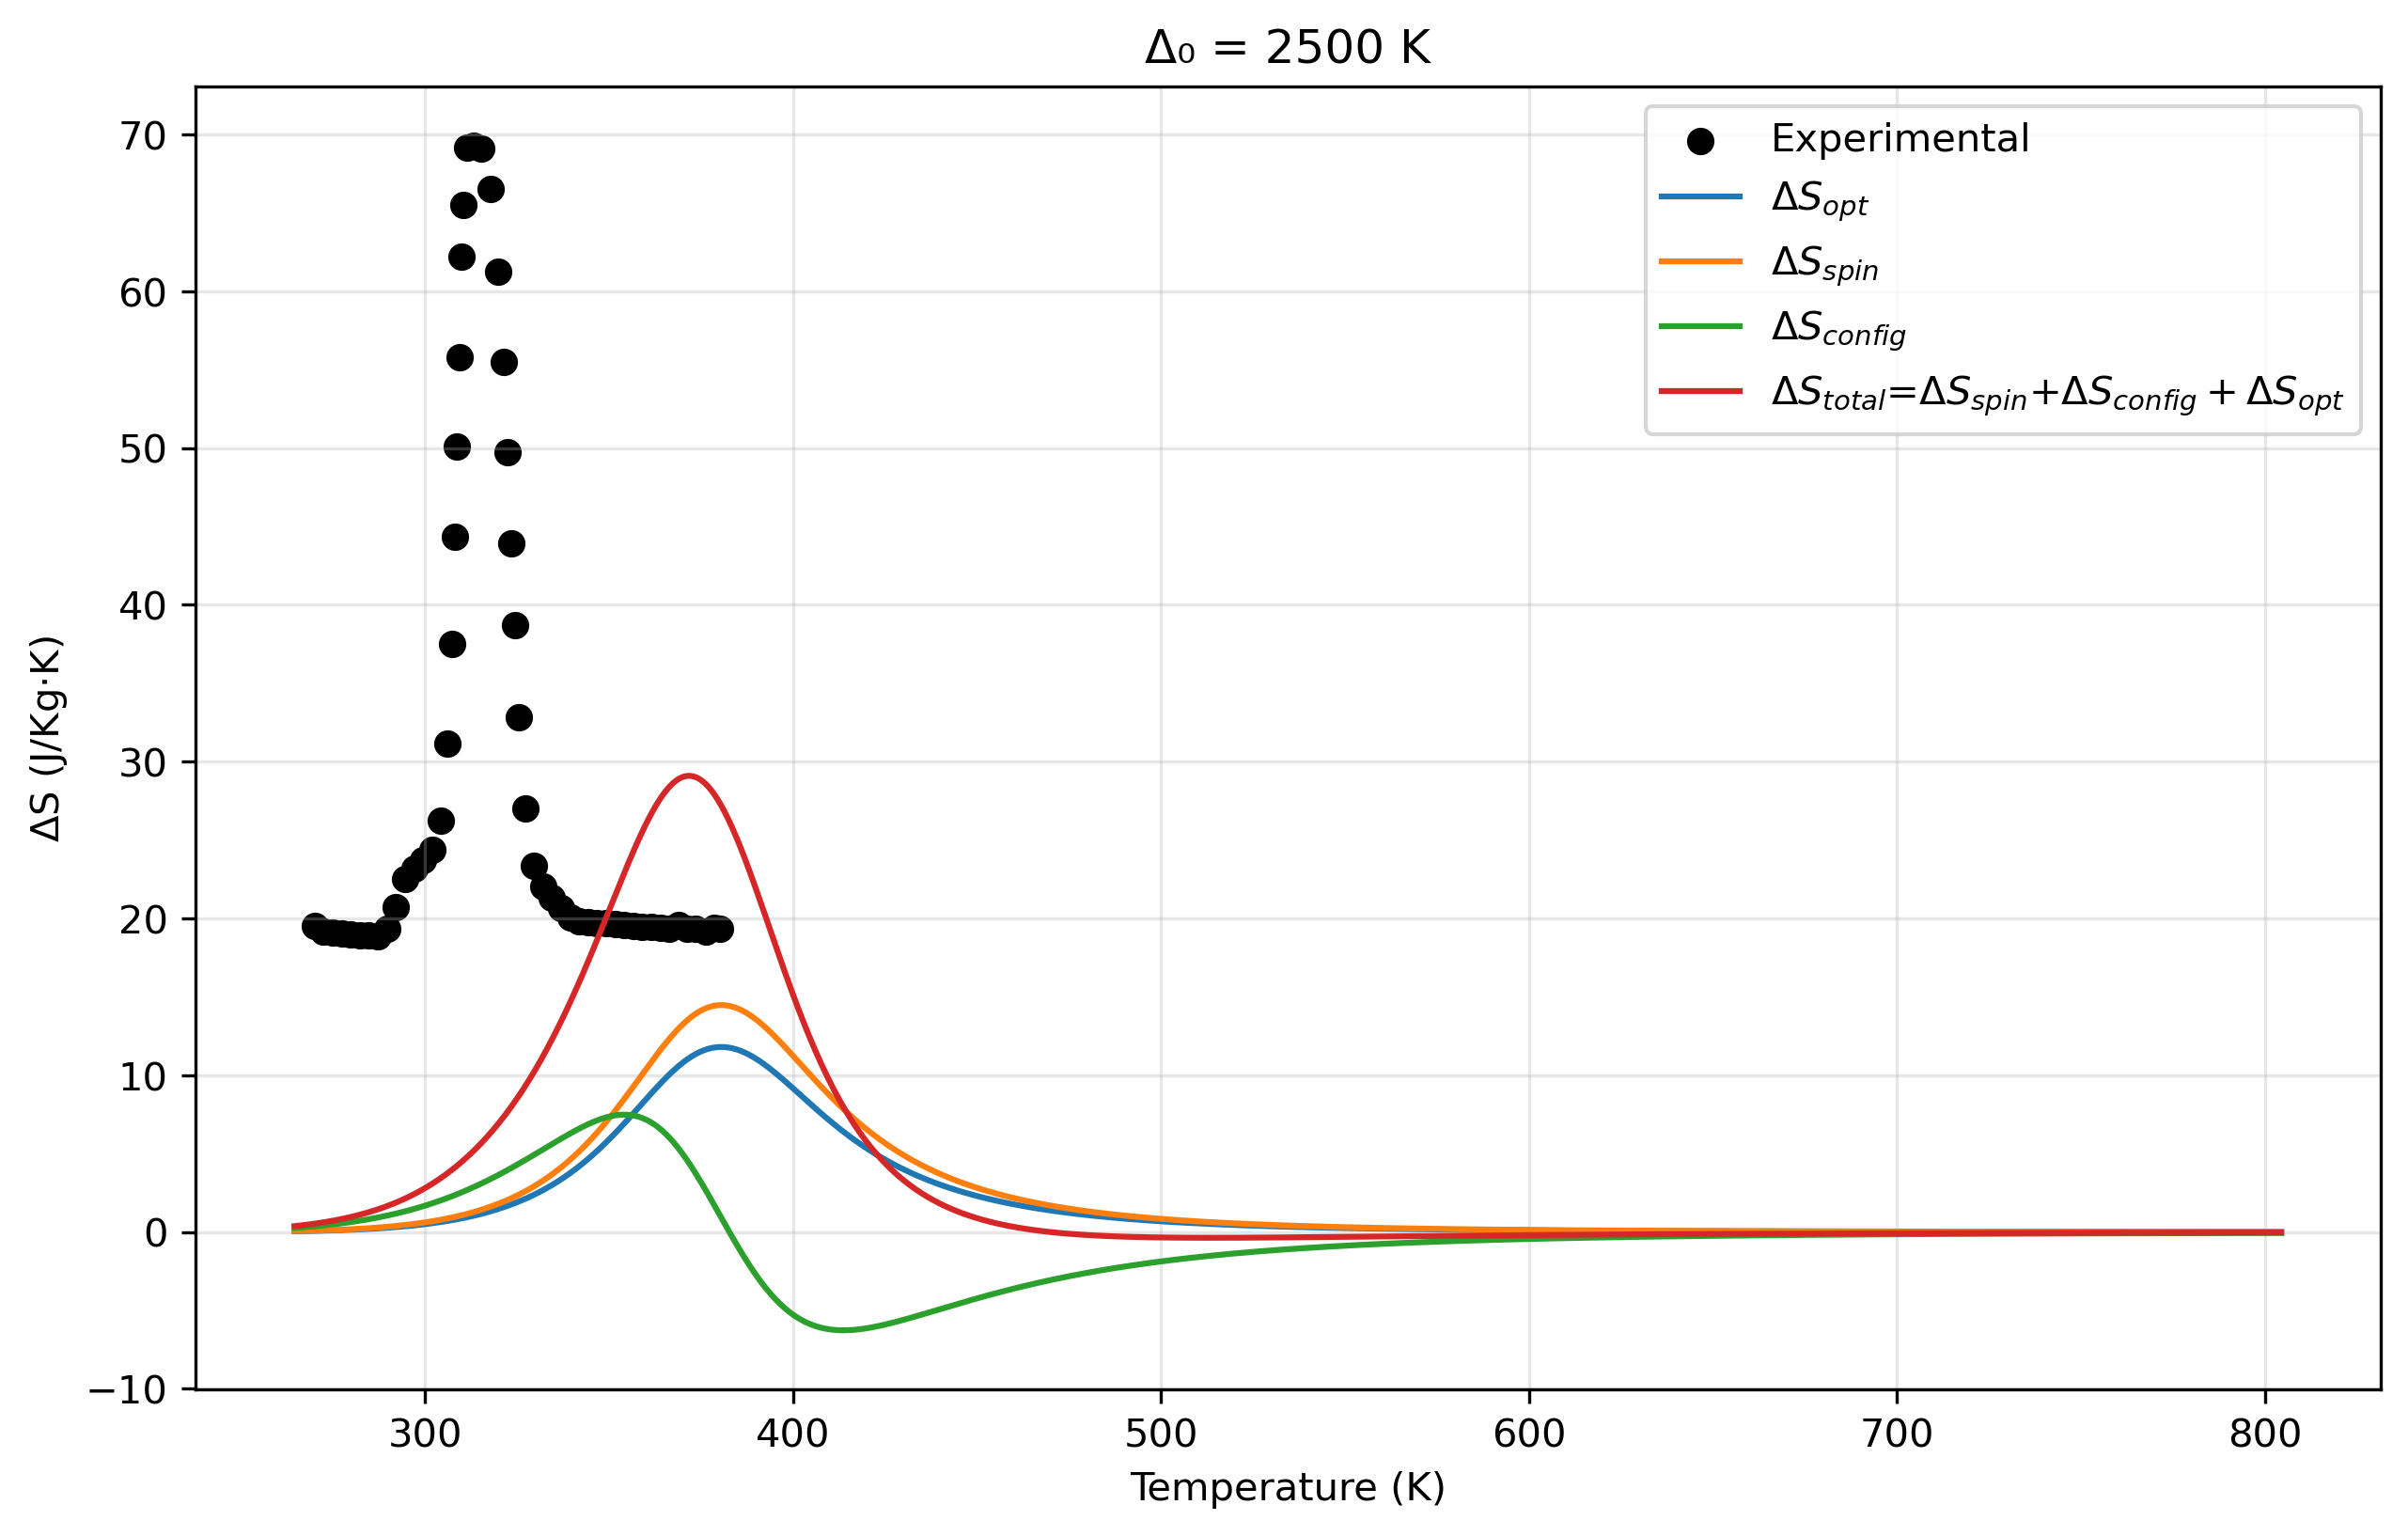 Δ₀ = 2500 K
70
60
50
40
30
20
10
0
−10
ΔS (J/Kg·K)
Experimental
ΔS_opt
ΔS_spin
ΔS_config
ΔS_total=ΔS_spin+ΔS_config + ΔS_opt
300 400 500 600 700 800
Temperature (K)